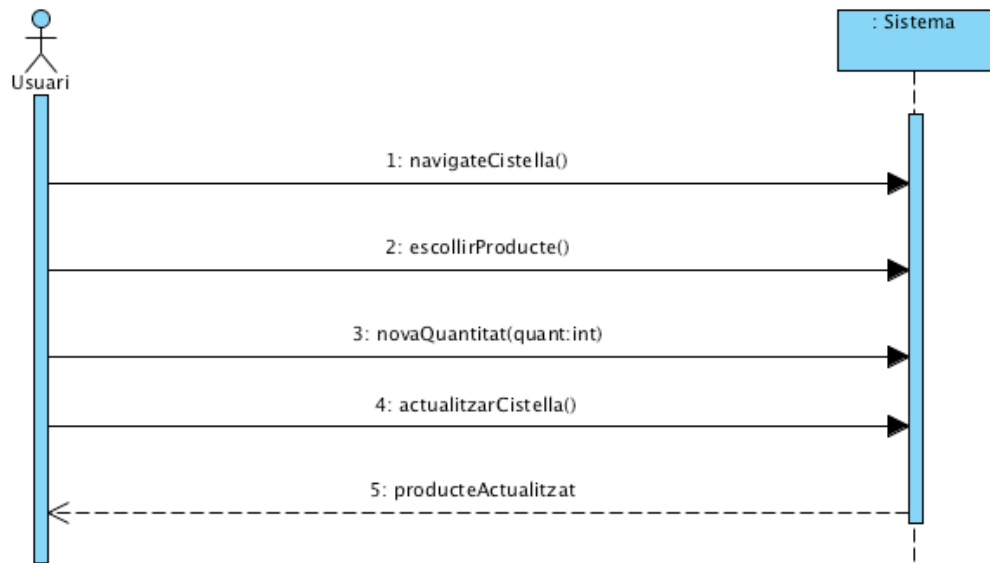 Usuari
: Sistema
1: navigateCistella()
2: escollirProducte()
3: novaQuantitat(quant:int)
4: actualitzarCistella()
5: producteActualitzat